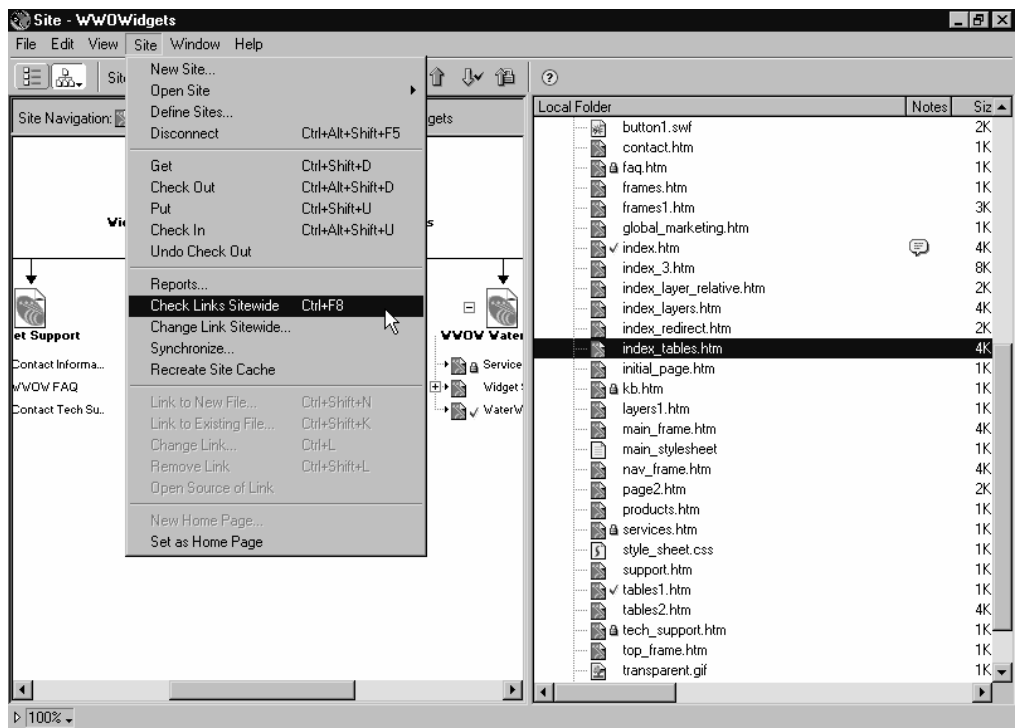 Site - WWOWidgets
File Edit View Site Window Help
Site Navigation:
gets
New Site...
Open Site
Define Sites...
Disconnect Ctrl+Alt+Shift+F5
Get Ctrl+Shift+D
Check Out Ctrl+Alt+Shift+D
Put Ctrl+Shift+U
Check In Ctrl+Alt+Shift+U
Undo Check Out
Reports...
Check Links Sitewide Ctrl+F8
Change Link Sitewide...
Synchronize...
Recreate Site Cache
Link to New File... Ctrl+Shift+N
Link to Existing File... Ctrl+Shift+K
Change Link... Ctrl+L
Remove Link Ctrl+Shift+L
Open Source of Link
New Home Page...
Set as Home Page
et Support
Contact Informa...
WWOV FAQ
Contact Tech Su..
WWOV Water
Service
Widget
WaterW
Local Folder Notes Siz
button1.swf 2K
contact.htm 1K
faq.htm 1K
frames.htm 1K
frames1.htm 3K
global_marketing.htm 1K
index.htm 4K
index_3.htm 8K
index_layer_relative.htm 2K
index_layers.htm 4K
index_redirect.htm 2K
index_tables.htm 4K
initial_page.htm 1K
kb.htm 1K
layers1.htm 1K
main_frame.htm 4K
main_stylesheet 1K
nav_frame.htm 4K
page2.htm 2K
products.htm 1K
services.htm 1K
style_sheet.css 1K
support.htm 1K
tables1.htm 1K
tables2.htm 4K
tech_support.htm 1K
top_frame.htm 1K
transparent.gif 1K
100%